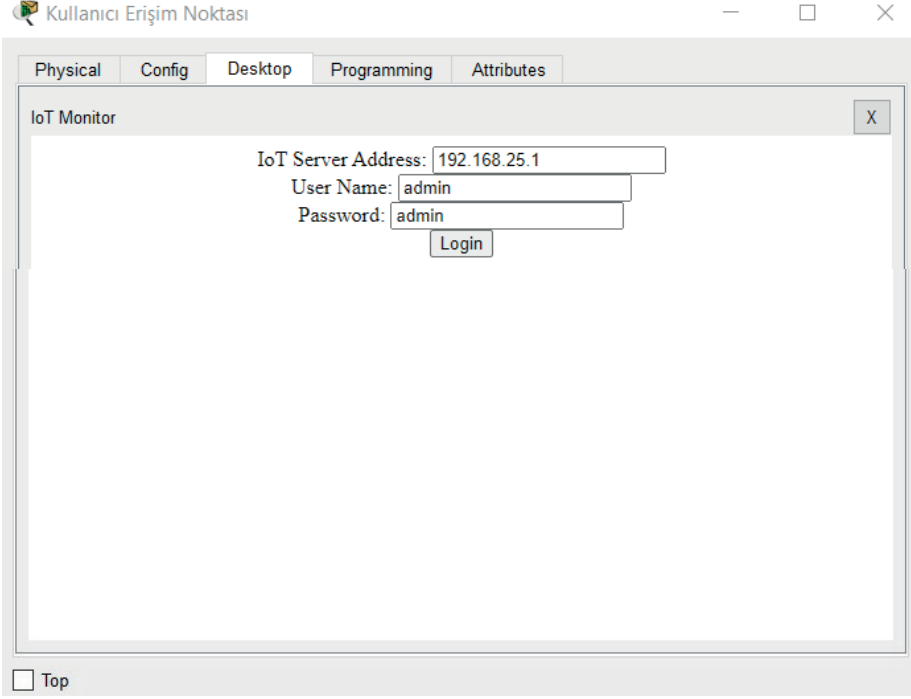 Kullanıcı Erişim Noktası
Physical Config Desktop Programming Attributes
IoT Monitor X
IoT Server Address: 192.168.25.1
User Name: admin
Password: admin
Login
Top